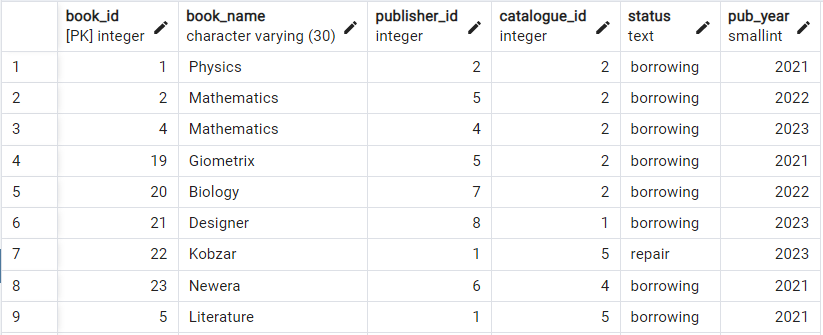 book_id book_name publisher_id catalogue_id status pub_year
[PK] integer character varying (30) integer integer text smallint
1 1 Physics 2 2 borrowing 2021
2 2 Mathematics 5 2 borrowing 2022
3 4 Mathematics 4 2 borrowing 2023
4 19 Giometrix 5 2 borrowing 2021
5 20 Biology 7 2 borrowing 2022
6 21 Designer 8 1 borrowing 2023
7 22 Kobzar 1 5 repair 2023
8 23 Newera 6 4 borrowing 2021
9 5 Literature 1 5 borrowing 2021